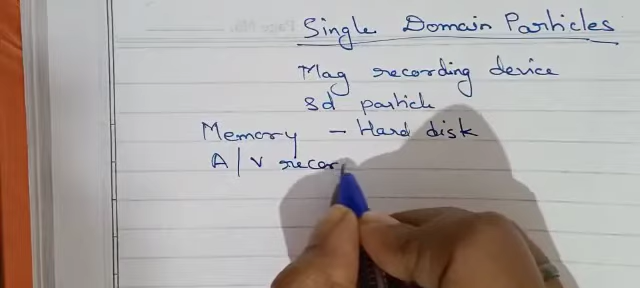 Single Domain Particles
Mag recording device
sd particle
Memory - Hard disk
A/V recor